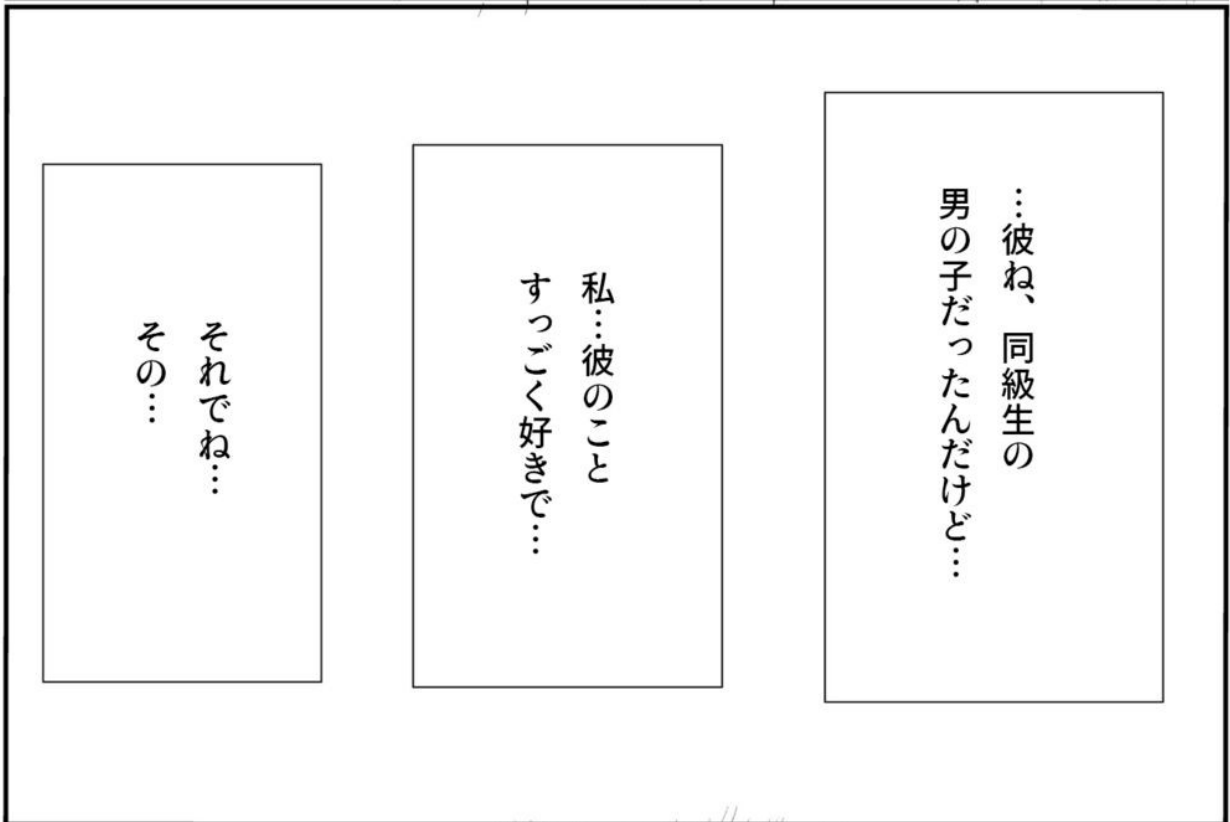 …彼ね、同級生の
男の子だったんだけど…
私…彼のこと
すっごく好きで…
それでね…
その…